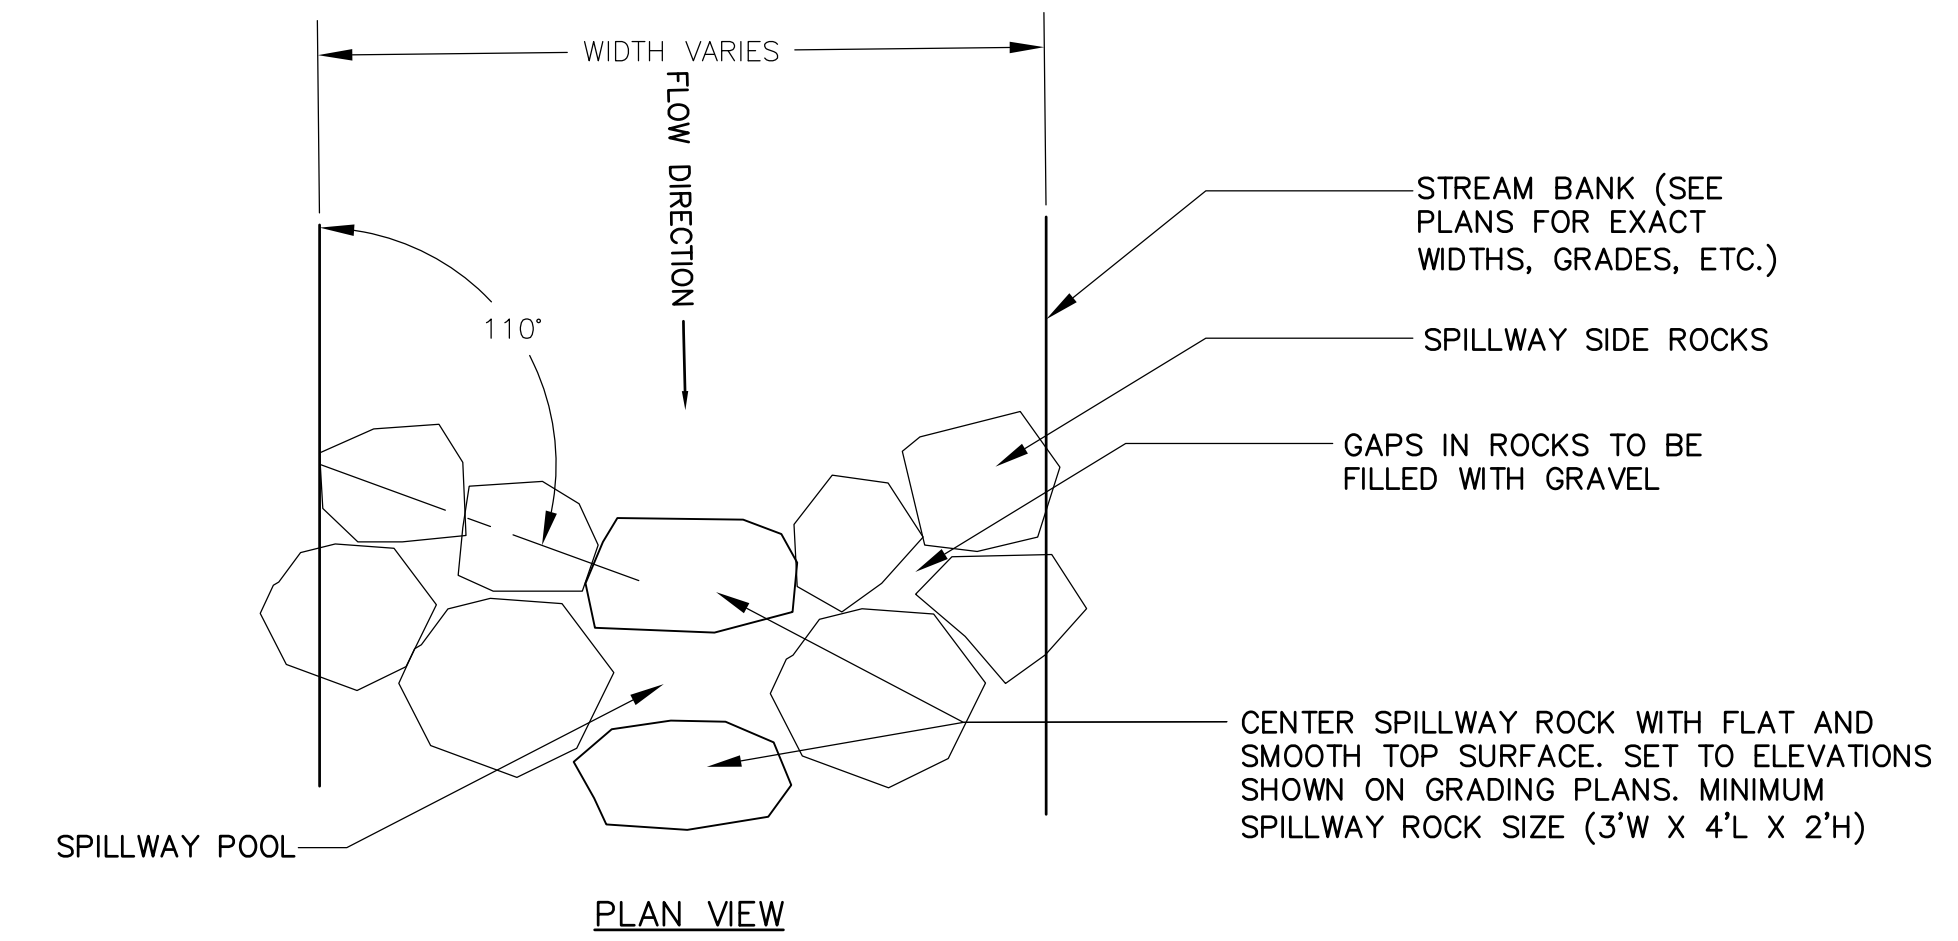 WIDTH VARIES
FLOW DIRECTION
110°
STREAM BANK (SEE
PLANS FOR EXACT
WIDTHS, GRADES, ETC.)
SPILLWAY SIDE ROCKS
GAPS IN ROCKS TO BE
FILLED WITH GRAVEL
CENTER SPILLWAY ROCK WITH FLAT AND
SMOOTH TOP SURFACE. SET TO ELEVATIONS
SHOWN ON GRADING PLANS. MINIMUM
SPILLWAY ROCK SIZE (3'W X 4'L X 2'H)
SPILLWAY POOL
PLAN VIEW